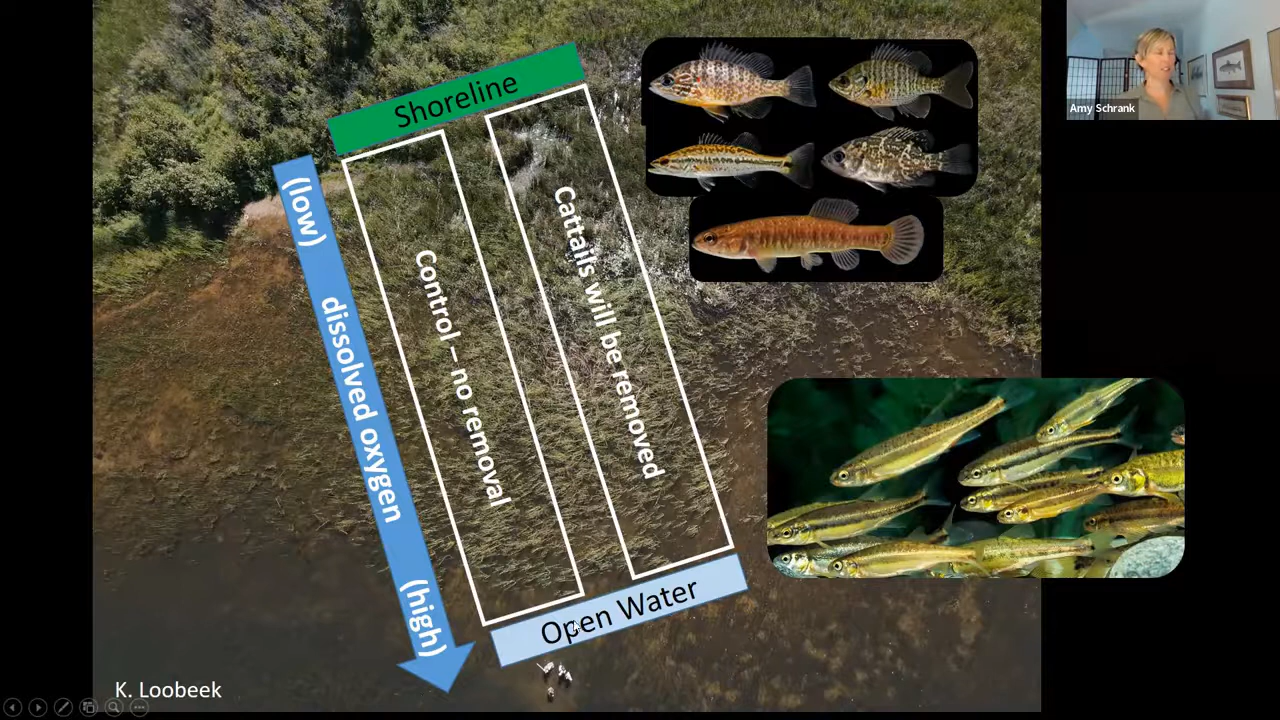 Shoreline
(low) dissolved oxygen (high)
Control – no removal
Cattails will be removed
Open Water
K. Loobeek
Amy Schrank